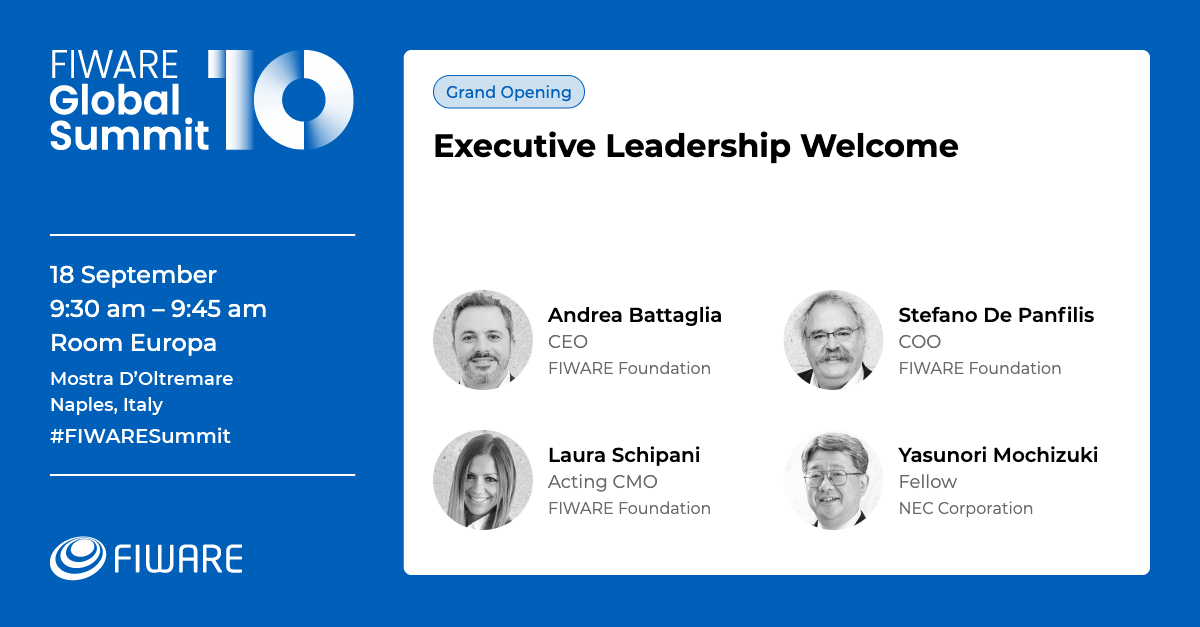 FIWARE
Global
Summit
10
18 September
9:30 am – 9:45 am
Room Europa
Mostra D’Oltremare
Naples, Italy
#FIWARESummit
FIWARE
Grand Opening
Executive Leadership Welcome
Andrea Battaglia
CEO
FIWARE Foundation
Stefano De Panfilis
COO
FIWARE Foundation
Laura Schipani
Acting CMO
FIWARE Foundation
Yasunori Mochizuki
Fellow
NEC Corporation